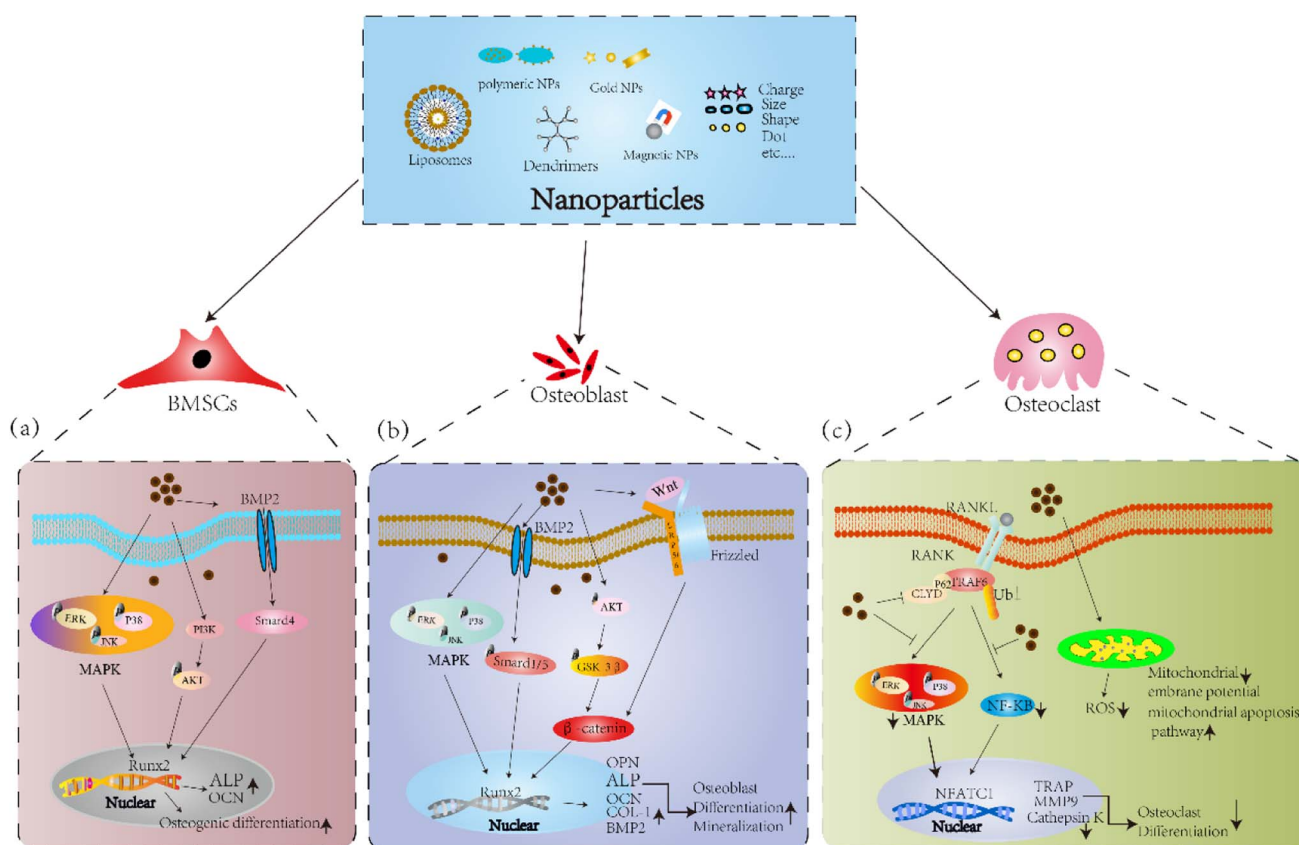 polymeric NPs
Gold NPs
Liposomes
Dendrimers
Magnetic NPs
Charge
Size
Shape
Dot
etc....
Nanoparticles
BMSCs
Osteoblast
Osteoclast
(a)
BMP2
ERK
P38
JNK
MAPK
PI3K
AKT
Smard4
Runx2
Nuclear
ALP
OCN
Osteogenic differentiation
(b)
Wnt
BMP2
Frizzled
ERK
P38
JNK
MAPK
Smard1/5
AKT
GSK-3β
β-catenin
Runx2
Nuclear
OPN
ALP
OCN
COL-1
BMP2
Osteoblast
Differentiation
Mineralization
(c)
RANKL
RANK
P62
TRAF6
CLYD
Ub
ERK
P38
JNK
MAPK
NF-KB
ROS
Mitochondrial
embrane potential
mitochondrial apoptosis
pathway
NFATC1
Nuclear
TRAP
MMP9
Cathepsin K
Osteoclast
Differentiation